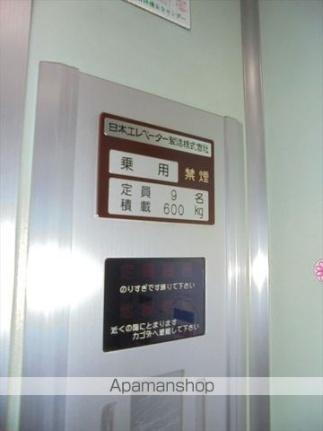 日本エレベーター製造株式会社
乗用 禁煙
定員 9 名
積載 600 kg
のりすぎです降りて下さい
近くの階にとまります
カゴ外へ避難して下さい
Apamanshop